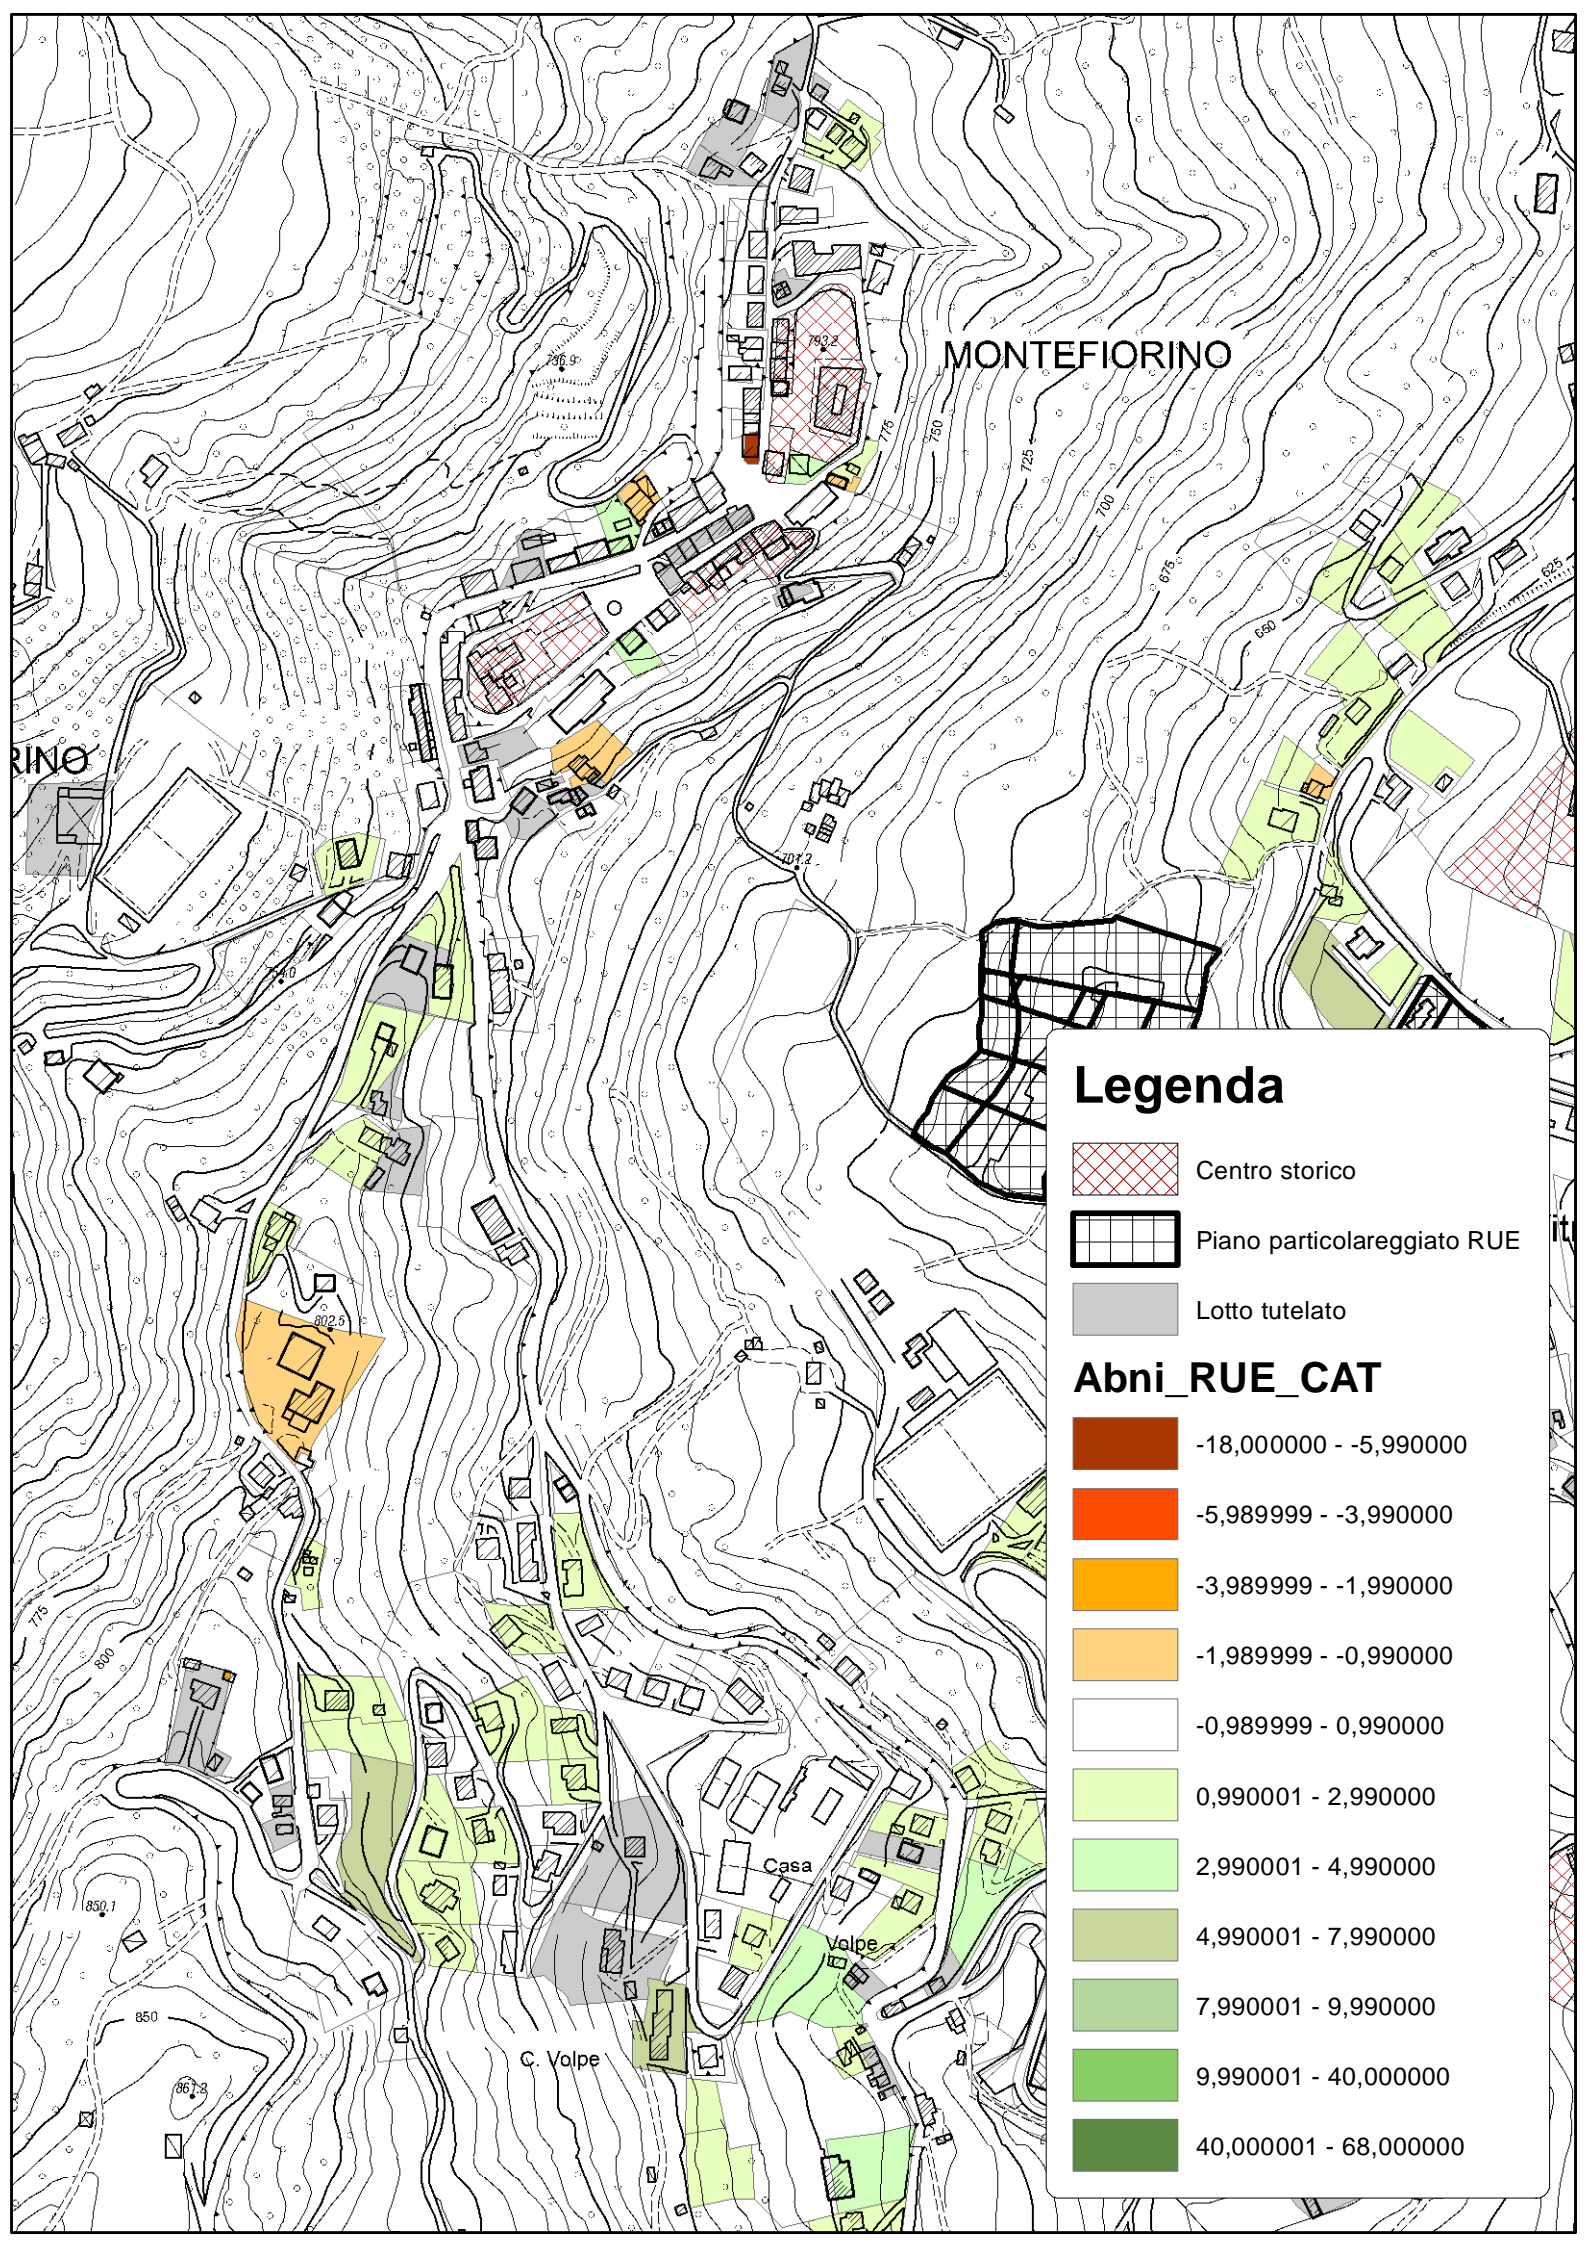 793.2
736.9
MONTEFIORINO
775
750
725
700
675
650
625
RINO
701.2
754.0
Legenda
Centro storico
Piano particolareggiato RUE
Lotto tutelato
Abni_RUE_CAT
-18,000000 - -5,990000
-5,989999 - -3,990000
-3,989999 - -1,990000
-1,989999 - -0,990000
-0,989999 - 0,990000
0,990001 - 2,990000
2,990001 - 4,990000
4,990001 - 7,990000
7,990001 - 9,990000
9,990001 - 40,000000
40,000001 - 68,000000
802.5
775
800
Casa
Volpe
850.1
850
C. Volpe
861.2